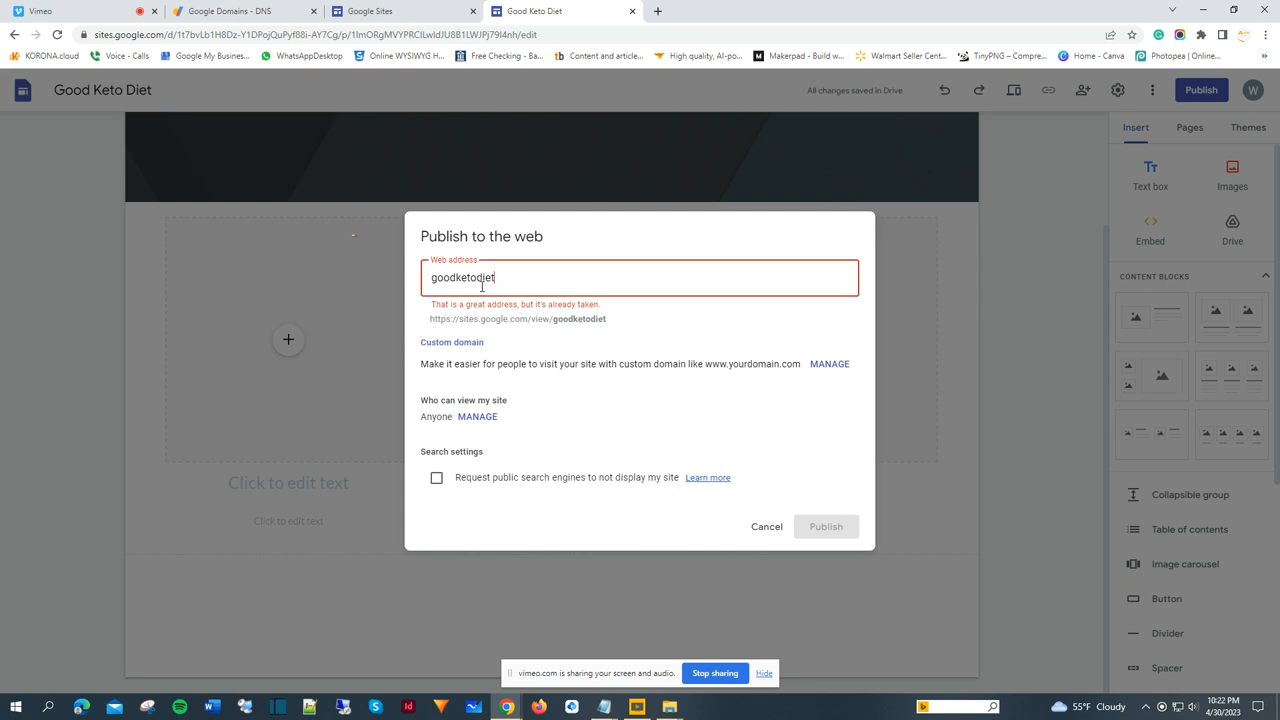 Vimeo
Google Domains - DNS
Google Sites
Good Keto Diet
sites.google.com/d/1t7bvLb1H8Dz-Y1DPojQuPyf88i-AY7Cg/p/1ImORgMVYPRClLwIdJU8B1LWJPj79I4nh/edit
KORONA.cloud
Voice - Calls
Google My Busines...
WhatsAppDesktop
Online WYSIWYG H...
Free Checking - Ba...
Content and article...
High quality, AI-po...
Makerpad - Build w...
Walmart Seller Cent...
TinyPNG – Compre...
Home - Canva
Photopea | Online...
Good Keto Diet
All changes saved in Drive
Publish
W
Insert
Pages
Themes
Text box
Images
Embed
Drive
CONTENT BLOCKS
Collapsible group
Table of contents
Image carousel
Button
Divider
Spacer
Click to edit text
Click to edit text
Publish to the web
Web address
goodketodiet
That is a great address, but it's already taken.
https://sites.google.com/view/goodketodiet
Custom domain
Make it easier for people to visit your site with custom domain like www.yourdomain.com MANAGE
Who can view my site
Anyone MANAGE
Search settings
Request public search engines to not display my site Learn more
Cancel
Publish
vimeo.com is sharing your screen and audio.
Stop sharing
Hide
55°F Cloudy
10:22 PM
4/30/2023